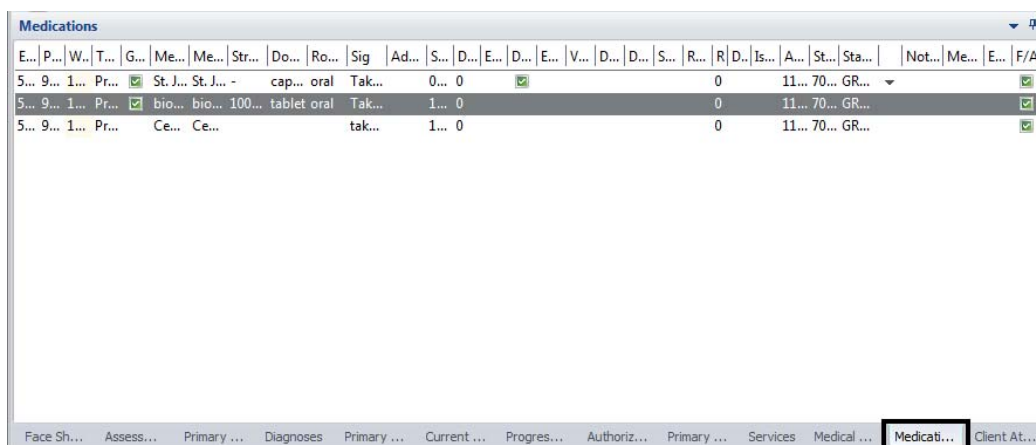 Medications
E... P... W... T... G... Me... Me... Str... Do... Ro... Sig Ad... S... D... E... D... E... V... D... D... S... R... R D... Is... A... St... Sta... Not... Me... E... F/A
5... 9... 1... Pr... St. J... St. J... - cap... oral Tak... 0... 0 0 11... 70... GR...
5... 9... 1... Pr... bio... bio... 100... tablet oral Tak... 1... 0 0 11... 70... GR...
5... 9... 1... Pr... Ce... Ce... tak... 1... 0 0 11... 70... GR...
Face Sh... Assess... Primary ... Diagnoses Primary ... Current ... Progres... Authoriz... Primary ... Services Medical ... Medicati... Client At...